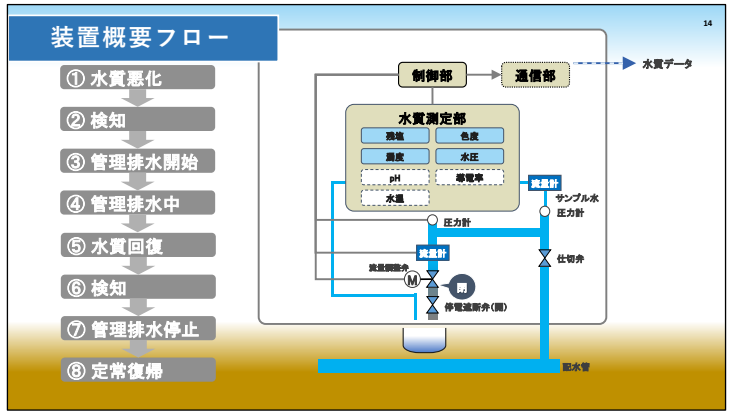 14
装置概要フロー
① 水質悪化
② 検知
③ 管理排水開始
④ 管理排水中
⑤ 水質回復
⑥ 検知
⑦ 管理排水停止
⑧ 定常復帰
制御部
通信部
水質データ
水質測定部
残塩
色度
濁度
水圧
pH
導電率
水温
流量計
サンプル水
圧力計
圧力計
流量計
仕切弁
流量調整弁
M
閉
停電遮断弁(開)
配水管